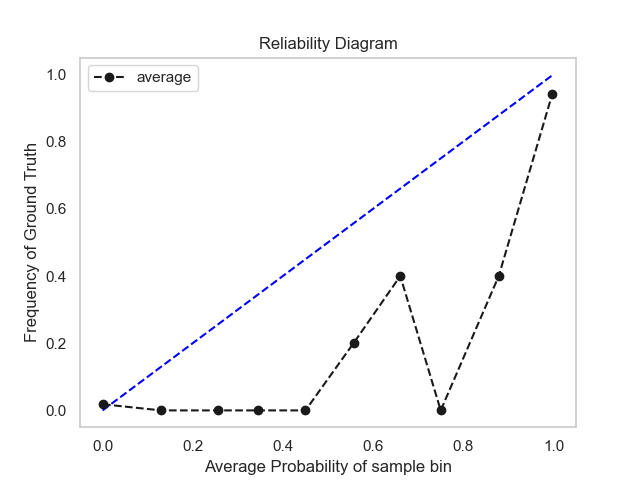 Reliability Diagram
average
1.0
0.8
0.6
0.4
0.2
0.0
Frequency of Ground Truth
0.0 0.2 0.4 0.6 0.8 1.0
Average Probability of sample bin